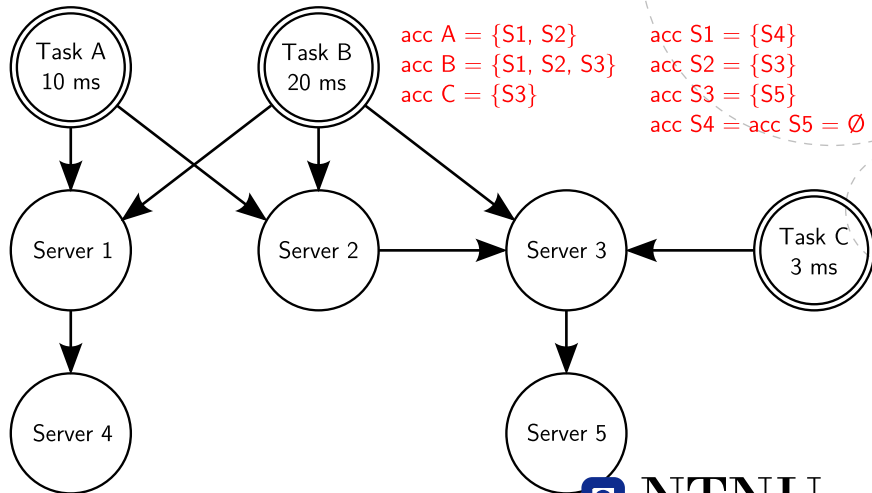 Task A
10 ms
Task B
20 ms
acc A = {S1, S2}
acc B = {S1, S2, S3}
acc C = {S3}
acc S1 = {S4}
acc S2 = {S3}
acc S3 = {S5}
acc S4 = acc S5 = Ø
Server 1
Server 2
Server 3
Task C
3 ms
Server 4
Server 5
NTNU